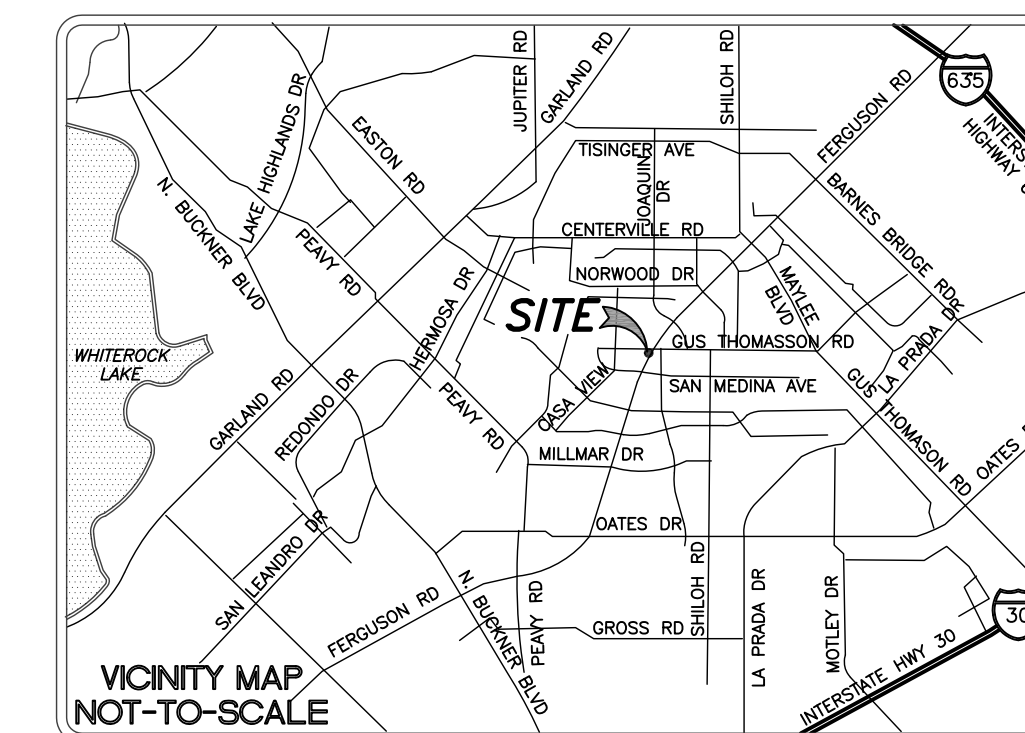 JUPITER RD
GARLAND RD
SHILOH RD
FERGUSON RD
635
INTERS
HIGHWAY
LAKE HIGHLANDS DR
EASTON RD
TISINGER AVE
JOAQUIN
DR
BARNES BRIDGE RD
N. BUCKNER BLVD
PEAVY RD
CENTERVILLE RD
NORWOOD DR
MAYLEE
BLVD
HERMOSA DR
SITE
GUS THOMASSON RD
LA PRADA DR
WHITEROCK
LAKE
SAN MEDINA AVE
CASA VIEW
GUS THOMASON RD
GARLAND RD
REDONDO DR
PEAVY RD
MILLMAR DR
OATES
OATES DR
SAN LEANDRO DR
FERGUSON RD
N. BUCKNER BLVD
PEAVY RD
GROSS RD
SHILOH RD
LA PRADA DR
MOTLEY DR
INTERSTATE HWY 30
30
VICINITY MAP
NOT-TO-SCALE